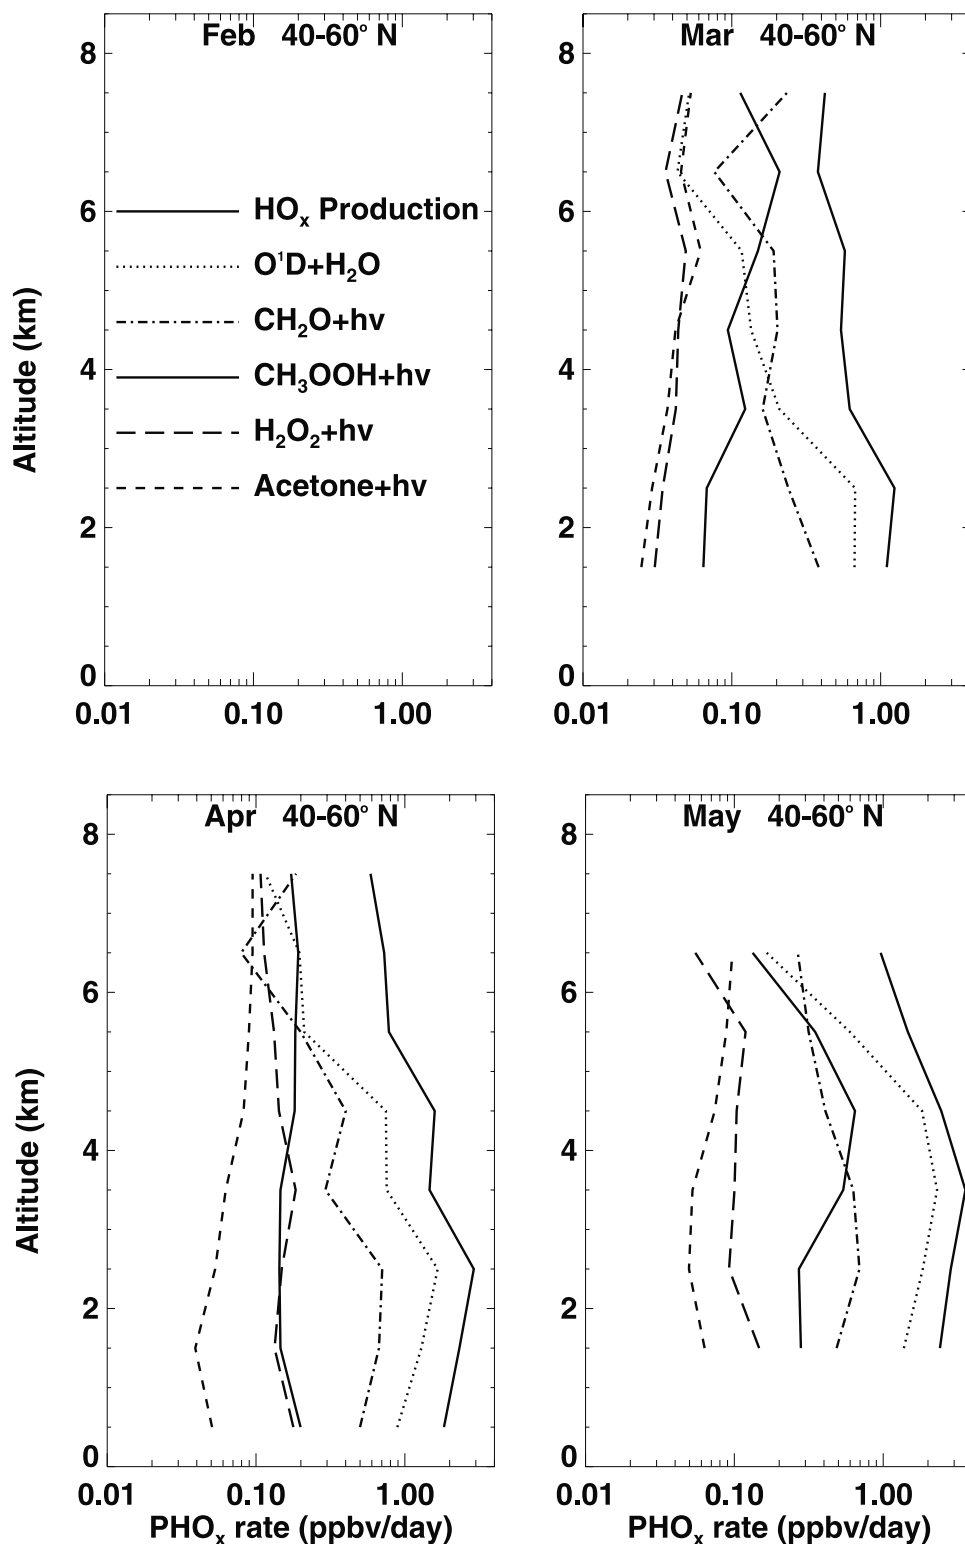 Feb 40-60° N
8
6
4
2
0
Altitude (km)
HOₓ Production
O¹D+H₂O
CH₂O+hv
CH₃OOH+hv
H₂O₂+hv
Acetone+hv
0.01 0.10 1.00
Mar 40-60° N
8
6
4
2
0
0.01 0.10 1.00
Apr 40-60° N
8
6
4
2
0
Altitude (km)
0.01 0.10 1.00
PHOₓ rate (ppbv/day)
May 40-60° N
8
6
4
2
0
0.01 0.10 1.00
PHOₓ rate (ppbv/day)